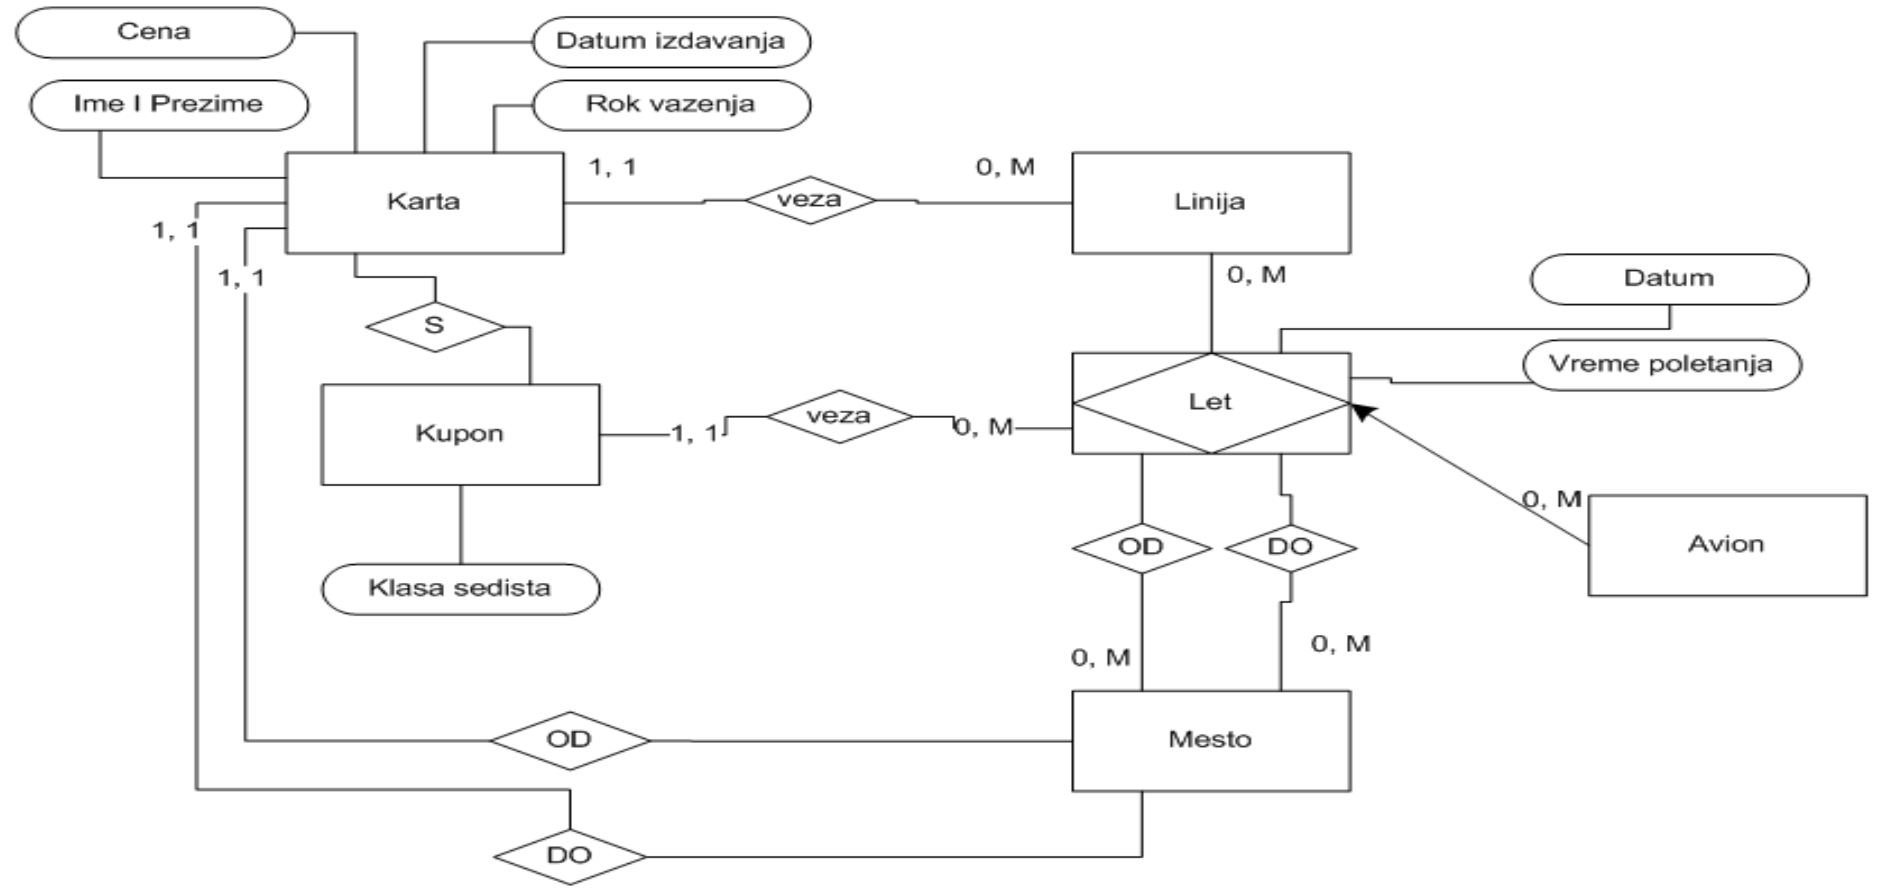 Cena
Datum izdavanja
Ime I Prezime
Rok vazenja
1, 1
0, M
Karta
veza
Linija
1, 1
1, 1
0, M
Datum
S
Vreme poletanja
Let
Kupon
1, 1
veza
0, M
0, M
OD
DO
Avion
Klasa sedista
0, M
0, M
OD
Mesto
DO